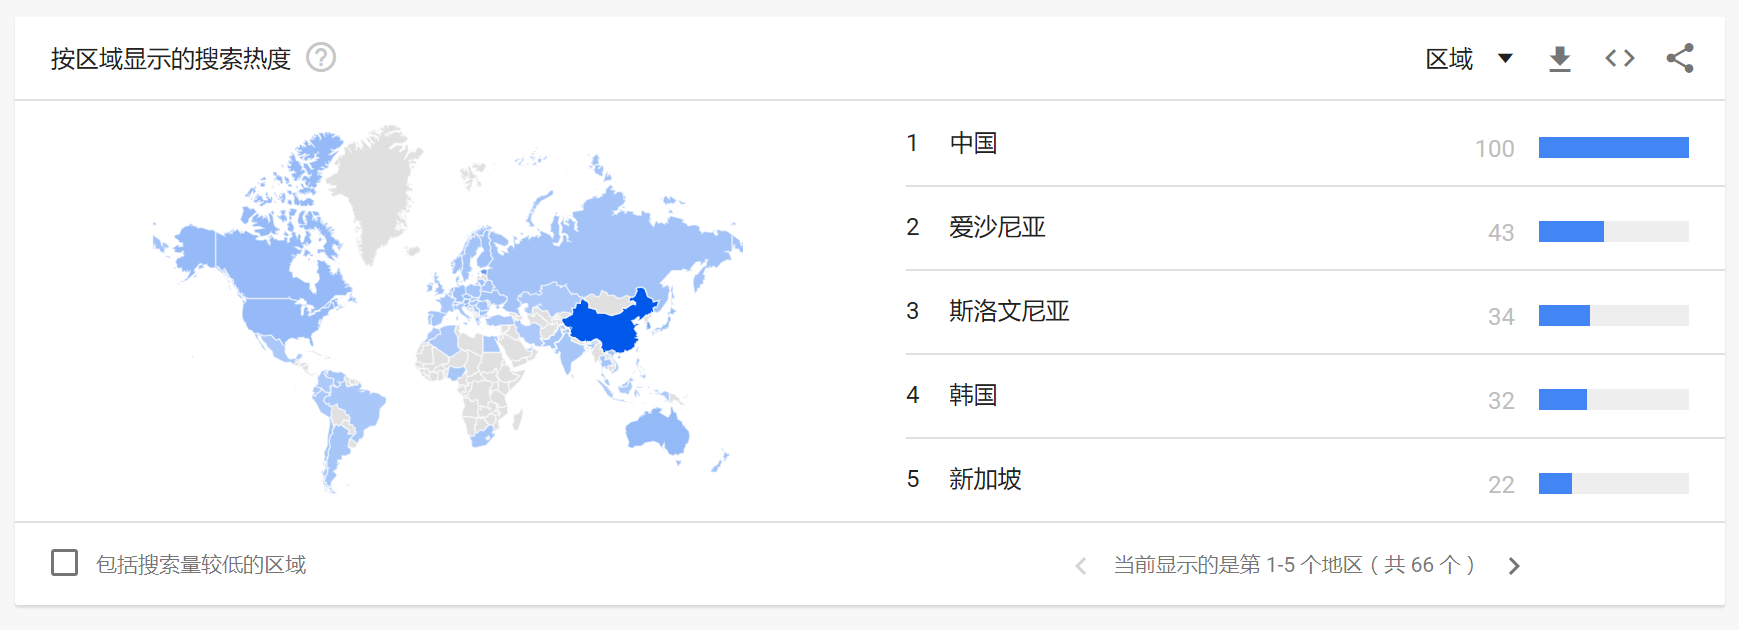 按区域显示的搜索热度 ?
区域
1 中国 100
2 爱沙尼亚 43
3 斯洛文尼亚 34
4 韩国 32
5 新加坡 22
包括搜索量较低的区域
当前显示的是第 1-5 个地区（共 66 个）